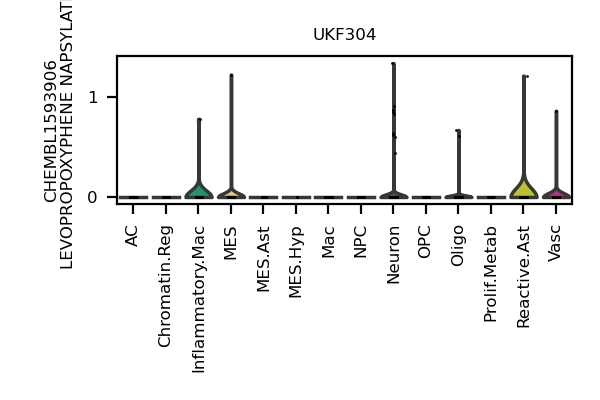 UKF304
CHEMBL1593906
LEVOPROPOXYPHENE NAPSYLAT
1
0
AC
Chromatin.Reg
Inflammatory.Mac
MES
MES.Ast
MES.Hyp
Mac
NPC
Neuron
OPC
Oligo
Prolif.Metab
Reactive.Ast
Vasc